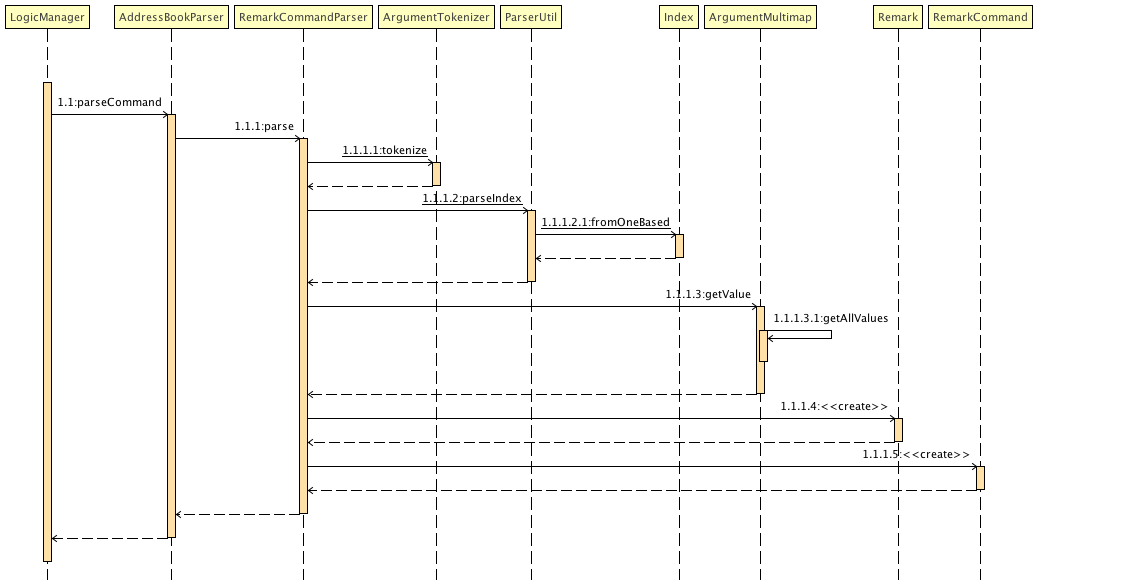 LogicManager
AddressBookParser
RemarkCommandParser
ArgumentTokenizer
ParserUtil
Index
ArgumentMultimap
Remark
RemarkCommand
1.1:parseCommand
1.1.1:parse
1.1.1.1:tokenize
1.1.1.2:parseIndex
1.1.1.2.1:fromOneBased
1.1.1.3:getValue
1.1.1.3.1:getAllValues
1.1.1.4:<<create>>
1.1.1.5:<<create>>